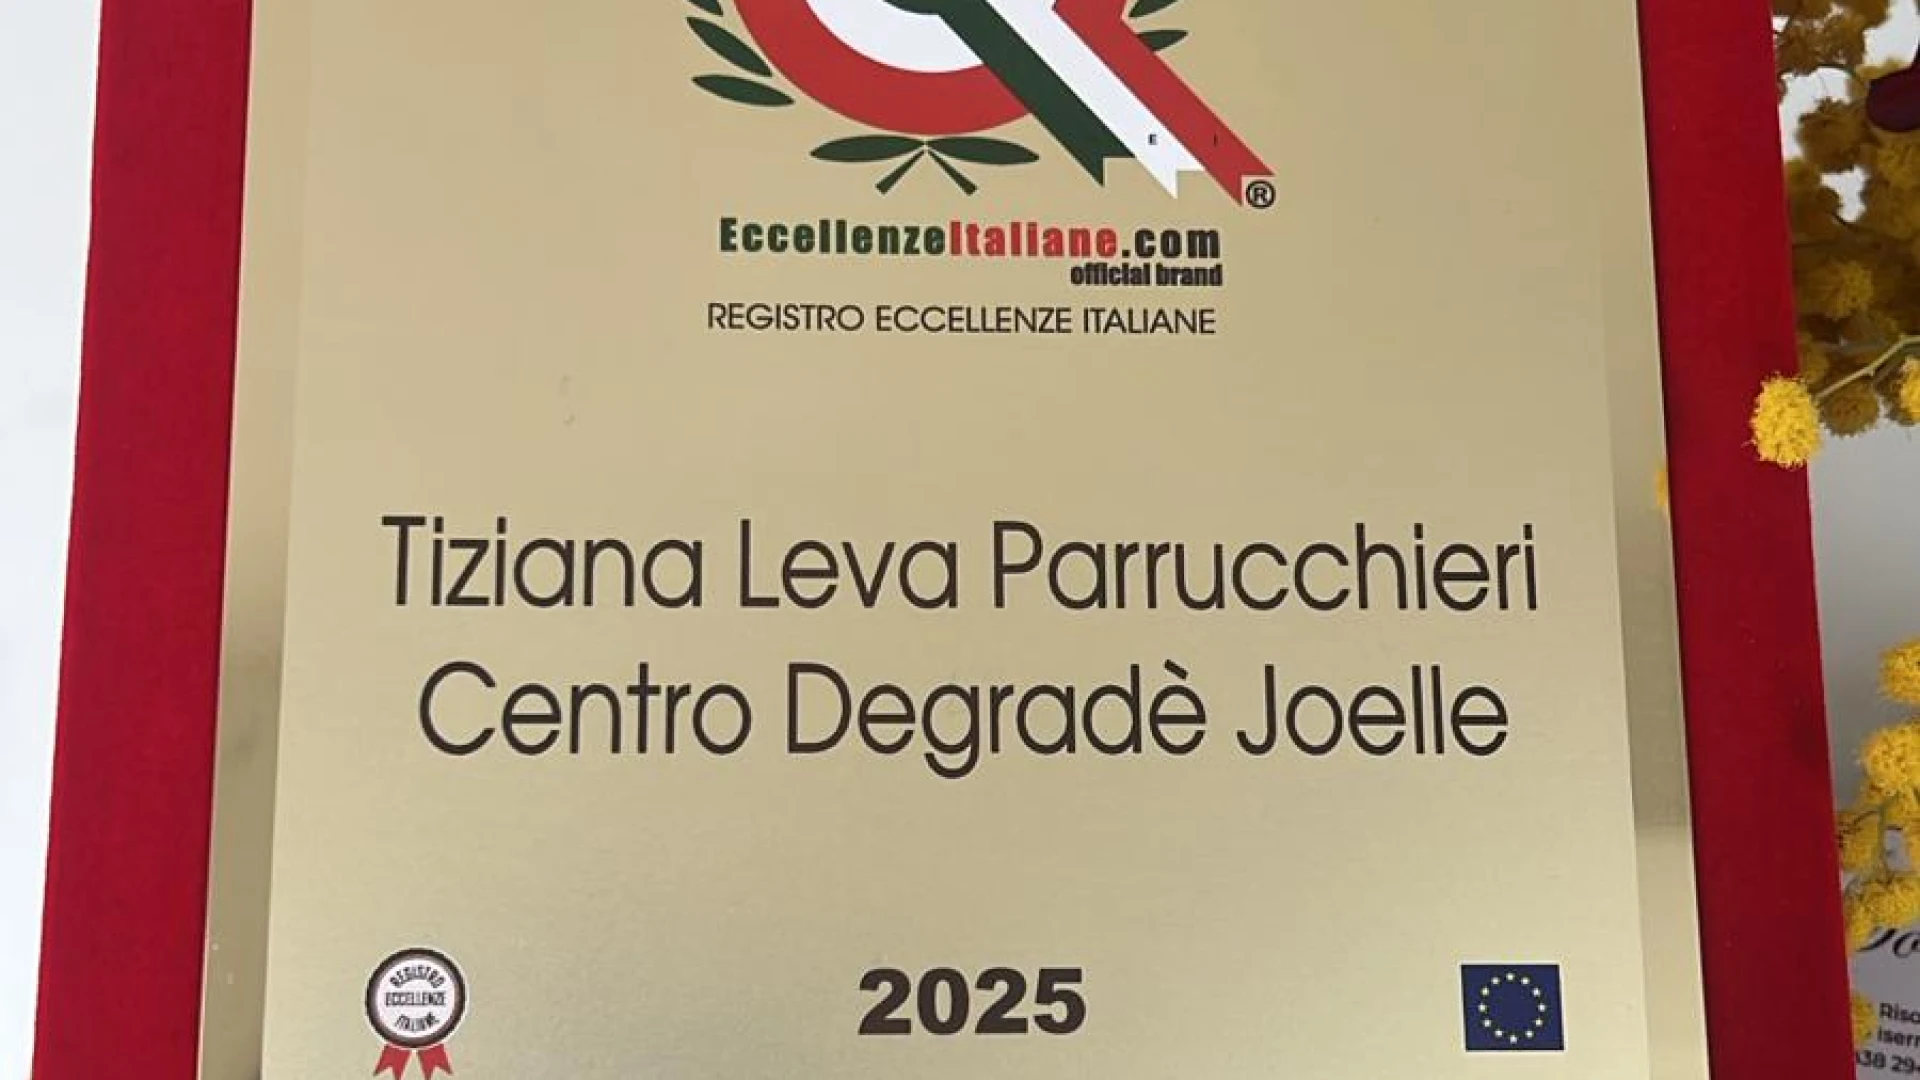 E I
®
EccellenzeItaliane.com
official brand
REGISTRO ECCELLENZE ITALIANE
Tiziana Leva Parrucchieri
Centro Degradè Joelle
REGISTRO
ECCELLENZE
ITALIANE
2025